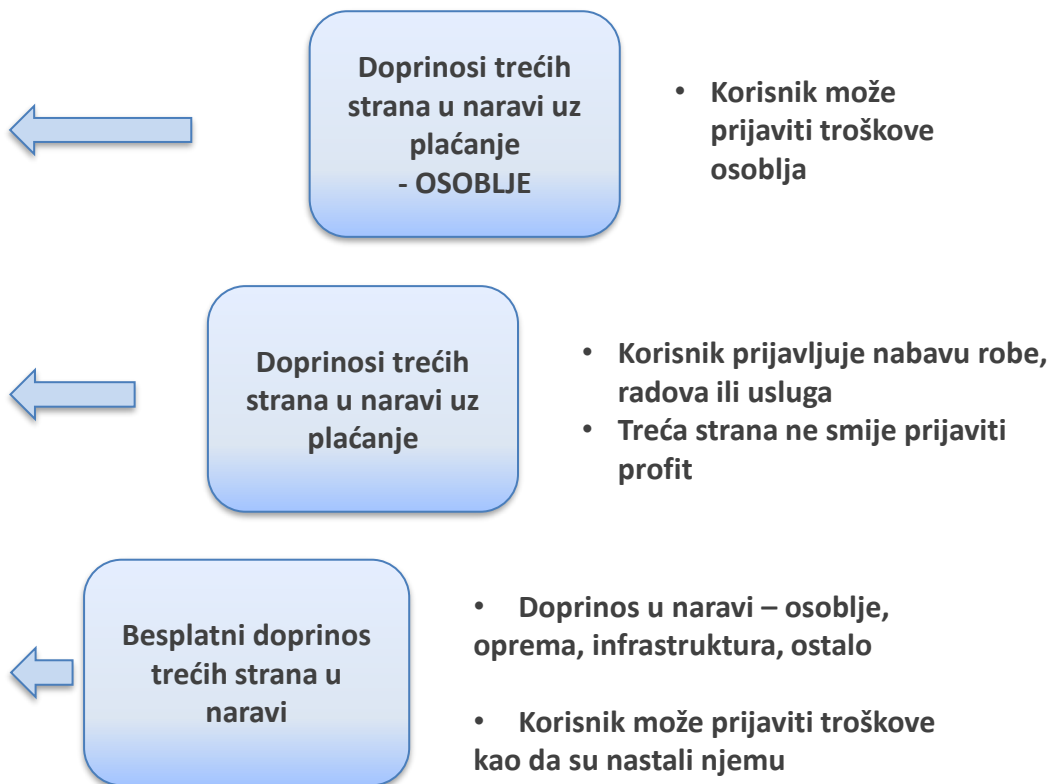 Doprinosi trećih
strana u naravi uz
plaćanje
- OSOBLJE
• Korisnik može
prijaviti troškove
osoblja
Doprinosi trećih
strana u naravi uz
plaćanje
• Korisnik prijavljuje nabavu robe,
radova ili usluga
• Treća strana ne smije prijaviti
profit
Besplatni doprinos
trećih strana u
naravi
• Doprinos u naravi – osoblje,
oprema, infrastruktura, ostalo
• Korisnik može prijaviti troškove
kao da su nastali njemu